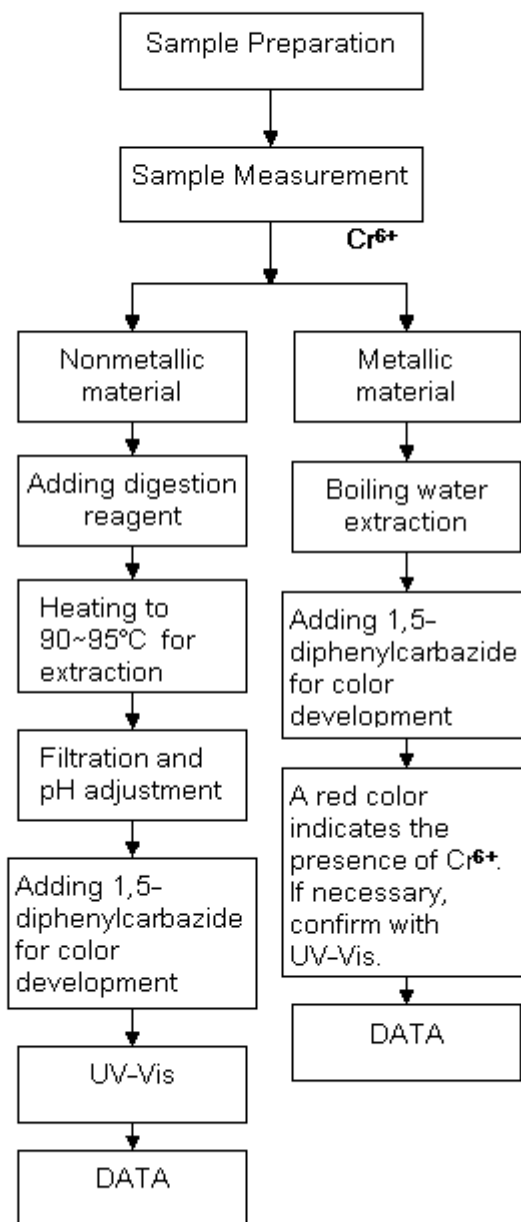 Sample Preparation
Sample Measurement
Cr⁶⁺
Nonmetallic
material
Adding digestion
reagent
Heating to
90~95°C for
extraction
Filtration and
pH adjustment
Adding 1,5-
diphenylcarbazide
for color
development
UV-Vis
DATA
Metallic
material
Boiling water
extraction
Adding 1,5-
diphenylcarbazide
for color
development
A red color
indicates the
presence of Cr⁶⁺.
If necessary,
confirm with
UV-Vis.
DATA